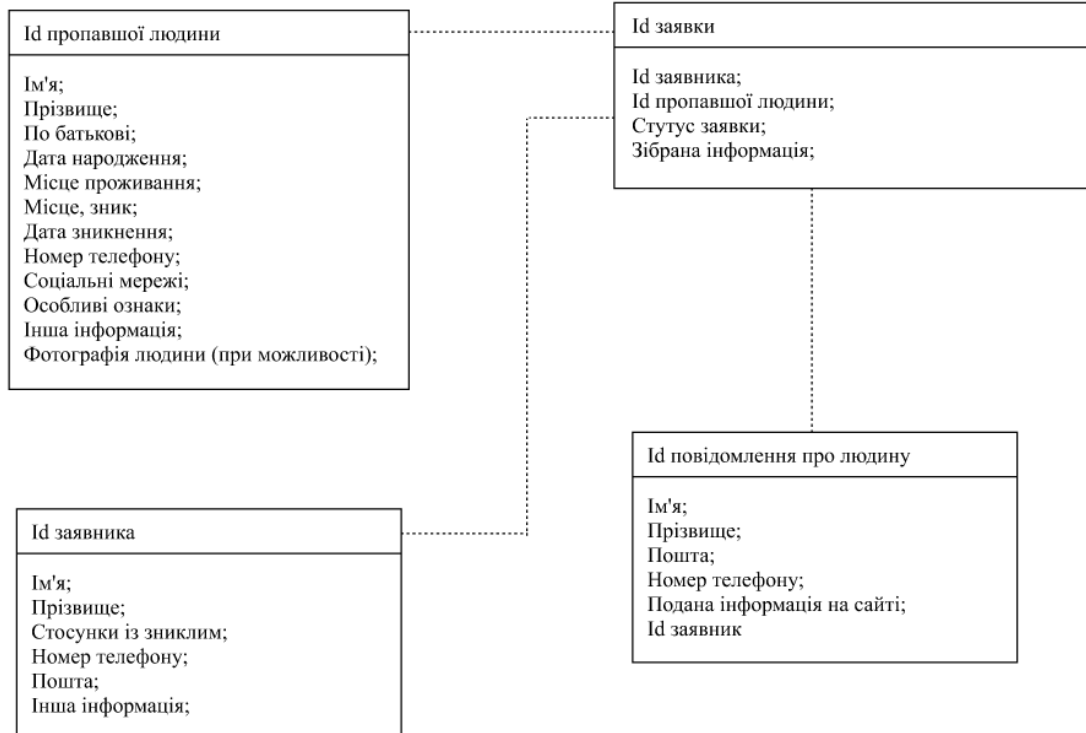 Id пропавшої людини
Ім'я;
Прізвище;
По батькові;
Дата народження;
Місце проживання;
Місце, зник;
Дата зникнення;
Номер телефону;
Соціальні мережі;
Особливі ознаки;
Інша інформація;
Фотографія людини (при можливості);
Id заявки
Id заявника;
Id пропавшої людини;
Стутус заявки;
Зібрана інформація;
Id заявника
Ім'я;
Прізвище;
Стосунки із зниклим;
Номер телефону;
Пошта;
Інша інформація;
Id повідомлення про людину
Ім'я;
Прізвище;
Пошта;
Номер телефону;
Подана інформація на сайті;
Id заявник